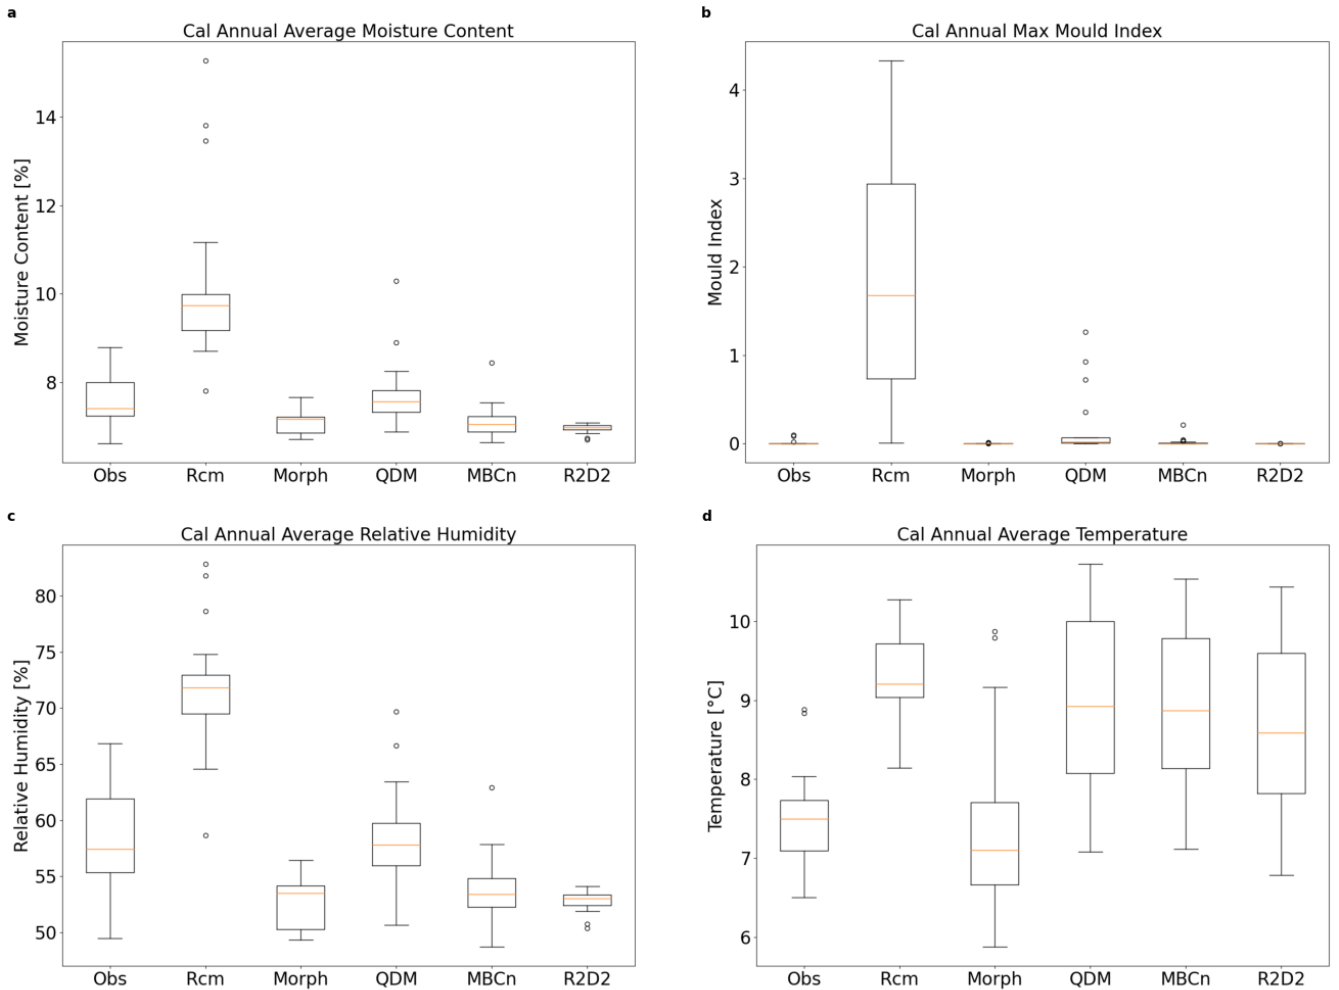 a
Cal Annual Average Moisture Content
Moisture Content [%]
14
12
10
8
Obs Rcm Morph QDM MBCn R2D2
b
Cal Annual Max Mould Index
Mould Index
4
3
2
1
0
Obs Rcm Morph QDM MBCn R2D2
c
Cal Annual Average Relative Humidity
Relative Humidity [%]
80
75
70
65
60
55
50
Obs Rcm Morph QDM MBCn R2D2
d
Cal Annual Average Temperature
Temperature [°C]
10
9
8
7
6
Obs Rcm Morph QDM MBCn R2D2